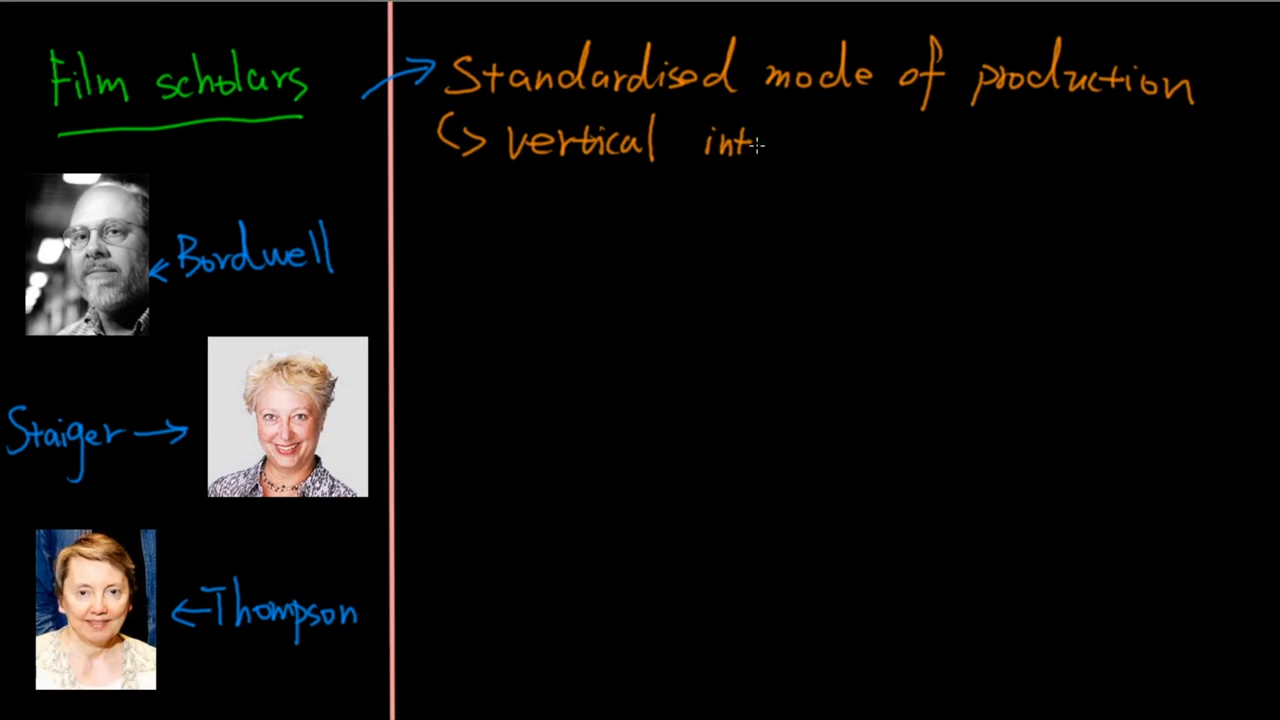 Film scholars
Standardised mode of production
vertical int
Bordwell
Staiger
Thompson